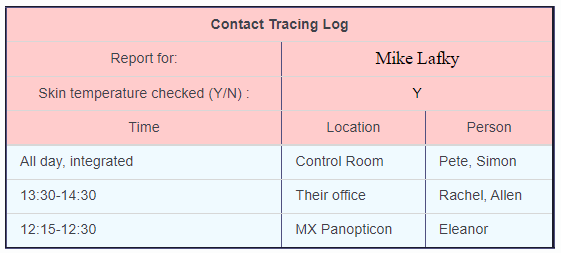 Contact Tracing Log
Report for: Mike Lafky
Skin temperature checked (Y/N) : Y
Time Location Person
All day, integrated Control Room Pete, Simon
13:30-14:30 Their office Rachel, Allen
12:15-12:30 MX Panopticon Eleanor